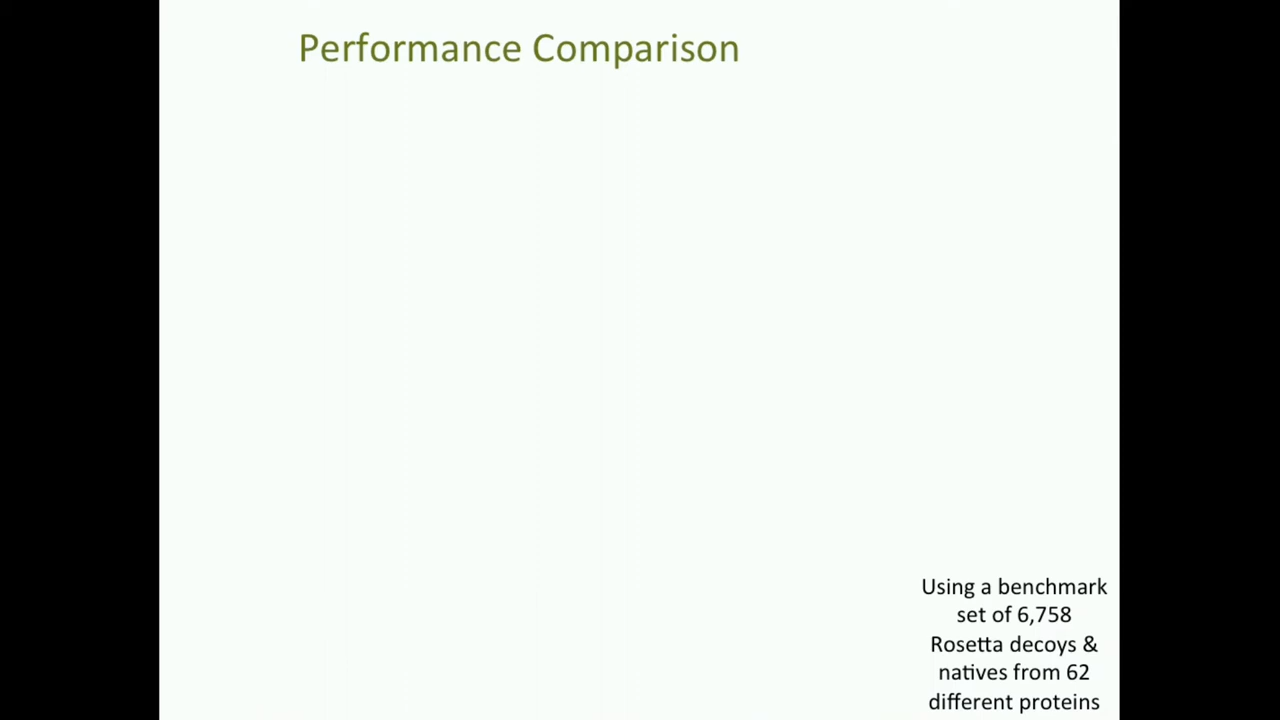 Performance Comparison
Using a benchmark
set of 6,758
Rosetta decoys &
natives from 62
different proteins